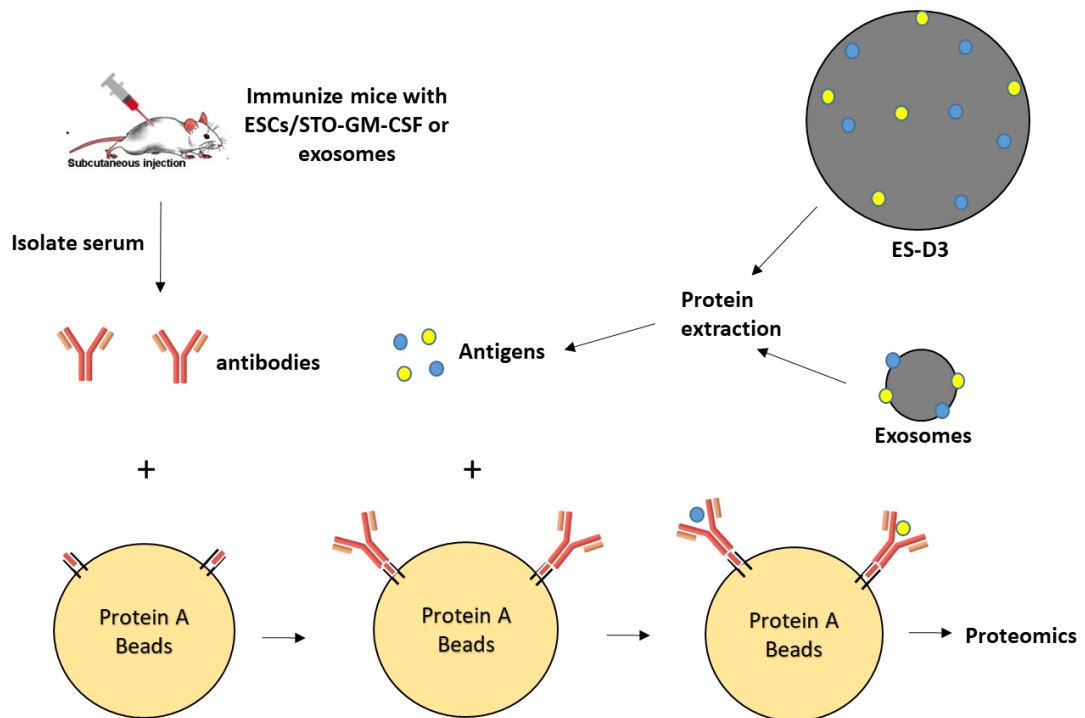 Immunize mice with
ESCs/STO-GM-CSF or
exosomes
Subcutaneous injection
Isolate serum
antibodies
Antigens
Protein
extraction
ES-D3
Exosomes
+
+
Protein A
Beads
Protein A
Beads
Protein A
Beads
Proteomics